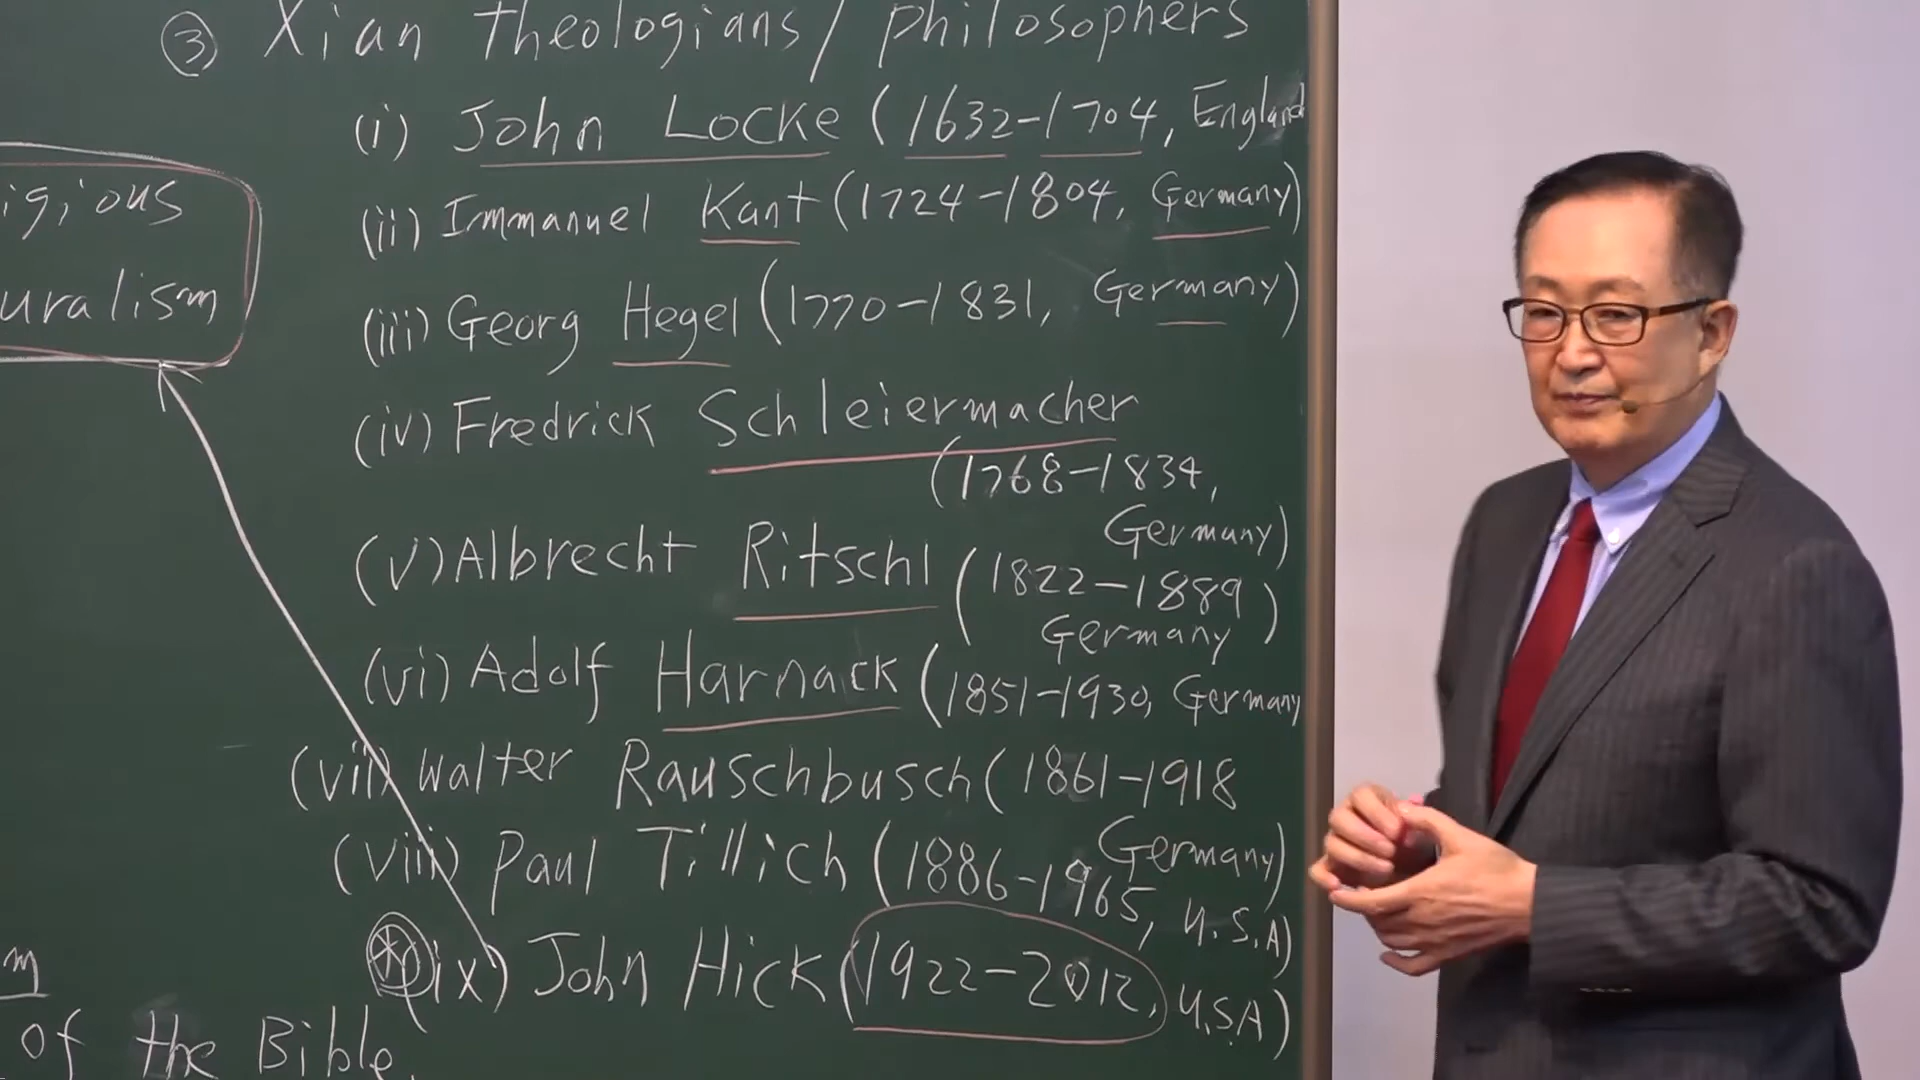 ③ Xian theologians/philosophers
(i) John Locke (1632-1704, England
(ii) Immanuel Kant (1724-1804, Germany)
(iii) Georg Hegel (1770-1831, Germany)
(iv) Fredrick Schleiermacher
(1768-1834,
Germany)
(v) Albrecht Ritschl (1822-1889
Germany)
(vi) Adolf Harnack (1851-1930, Germany
(vii) Walter Rauschbusch (1861-1918
Germany)
(viii) Paul Tillich (1886-1965, U.S.A)
(ix) John Hick (1922-2012, U.S.A)
igious
uralism
m
of the Bible.